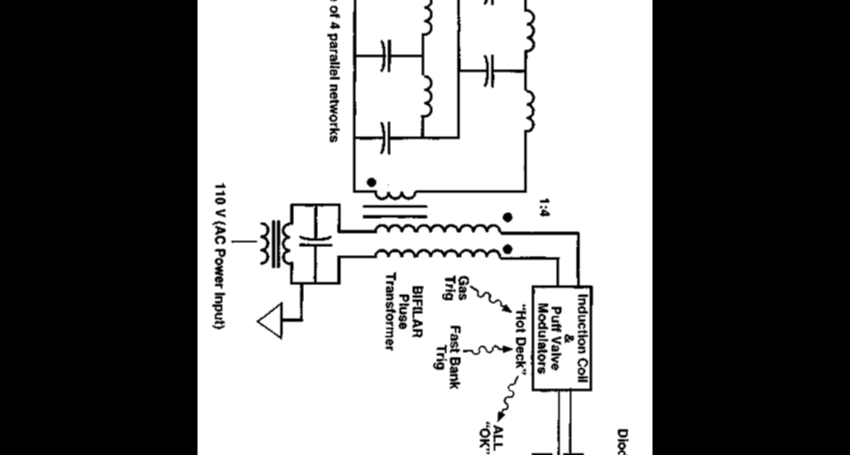 of 4 parallel networks
1:4
Induction Coil
&
Puff Valve
Modulators
"Hot Deck"
Gas
Trig
Fast Bank
Trig
ALL
"OK"
BIFILAR
Pluse
Transformer
110 V (AC Power Input)